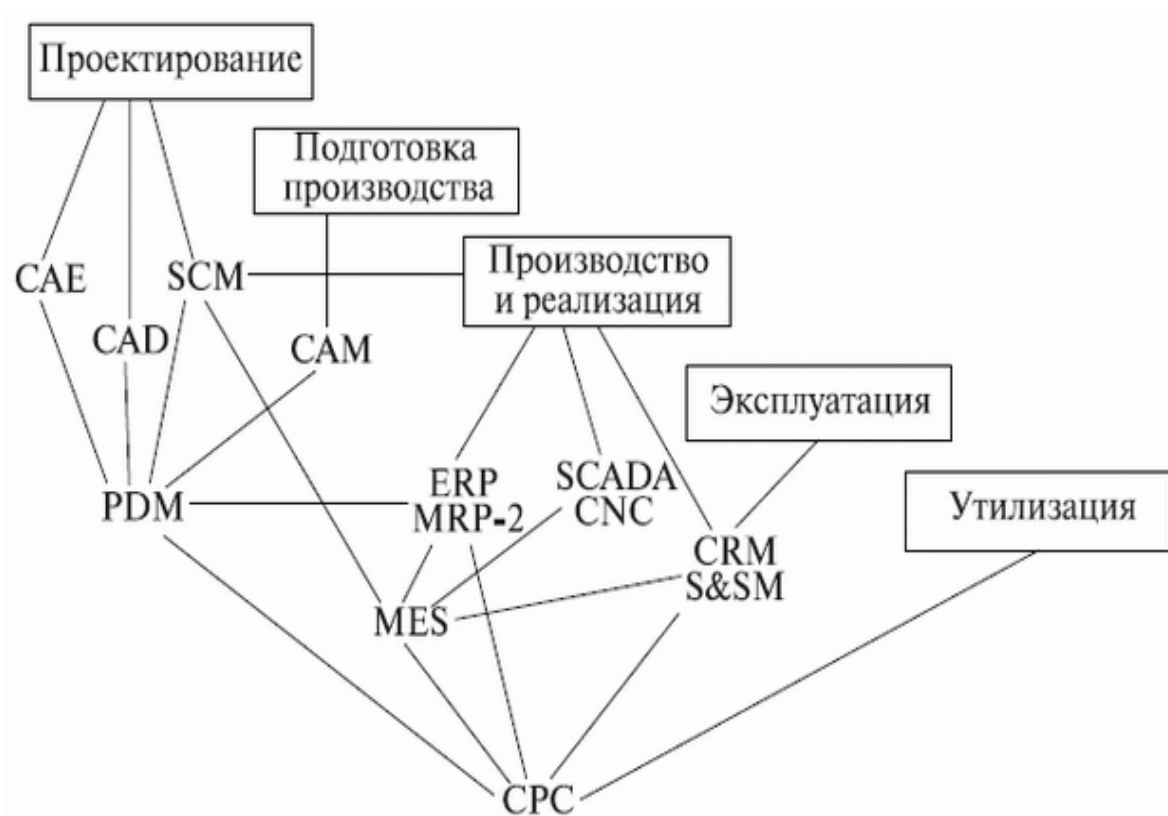 Проектирование
Подготовка
производства
Производство
и реализация
CAE
SCM
CAD
CAM
Эксплуатация
ERP
MRP-2
SCADA
CNC
PDM
Утилизация
CRM
S&SM
MES
CPC